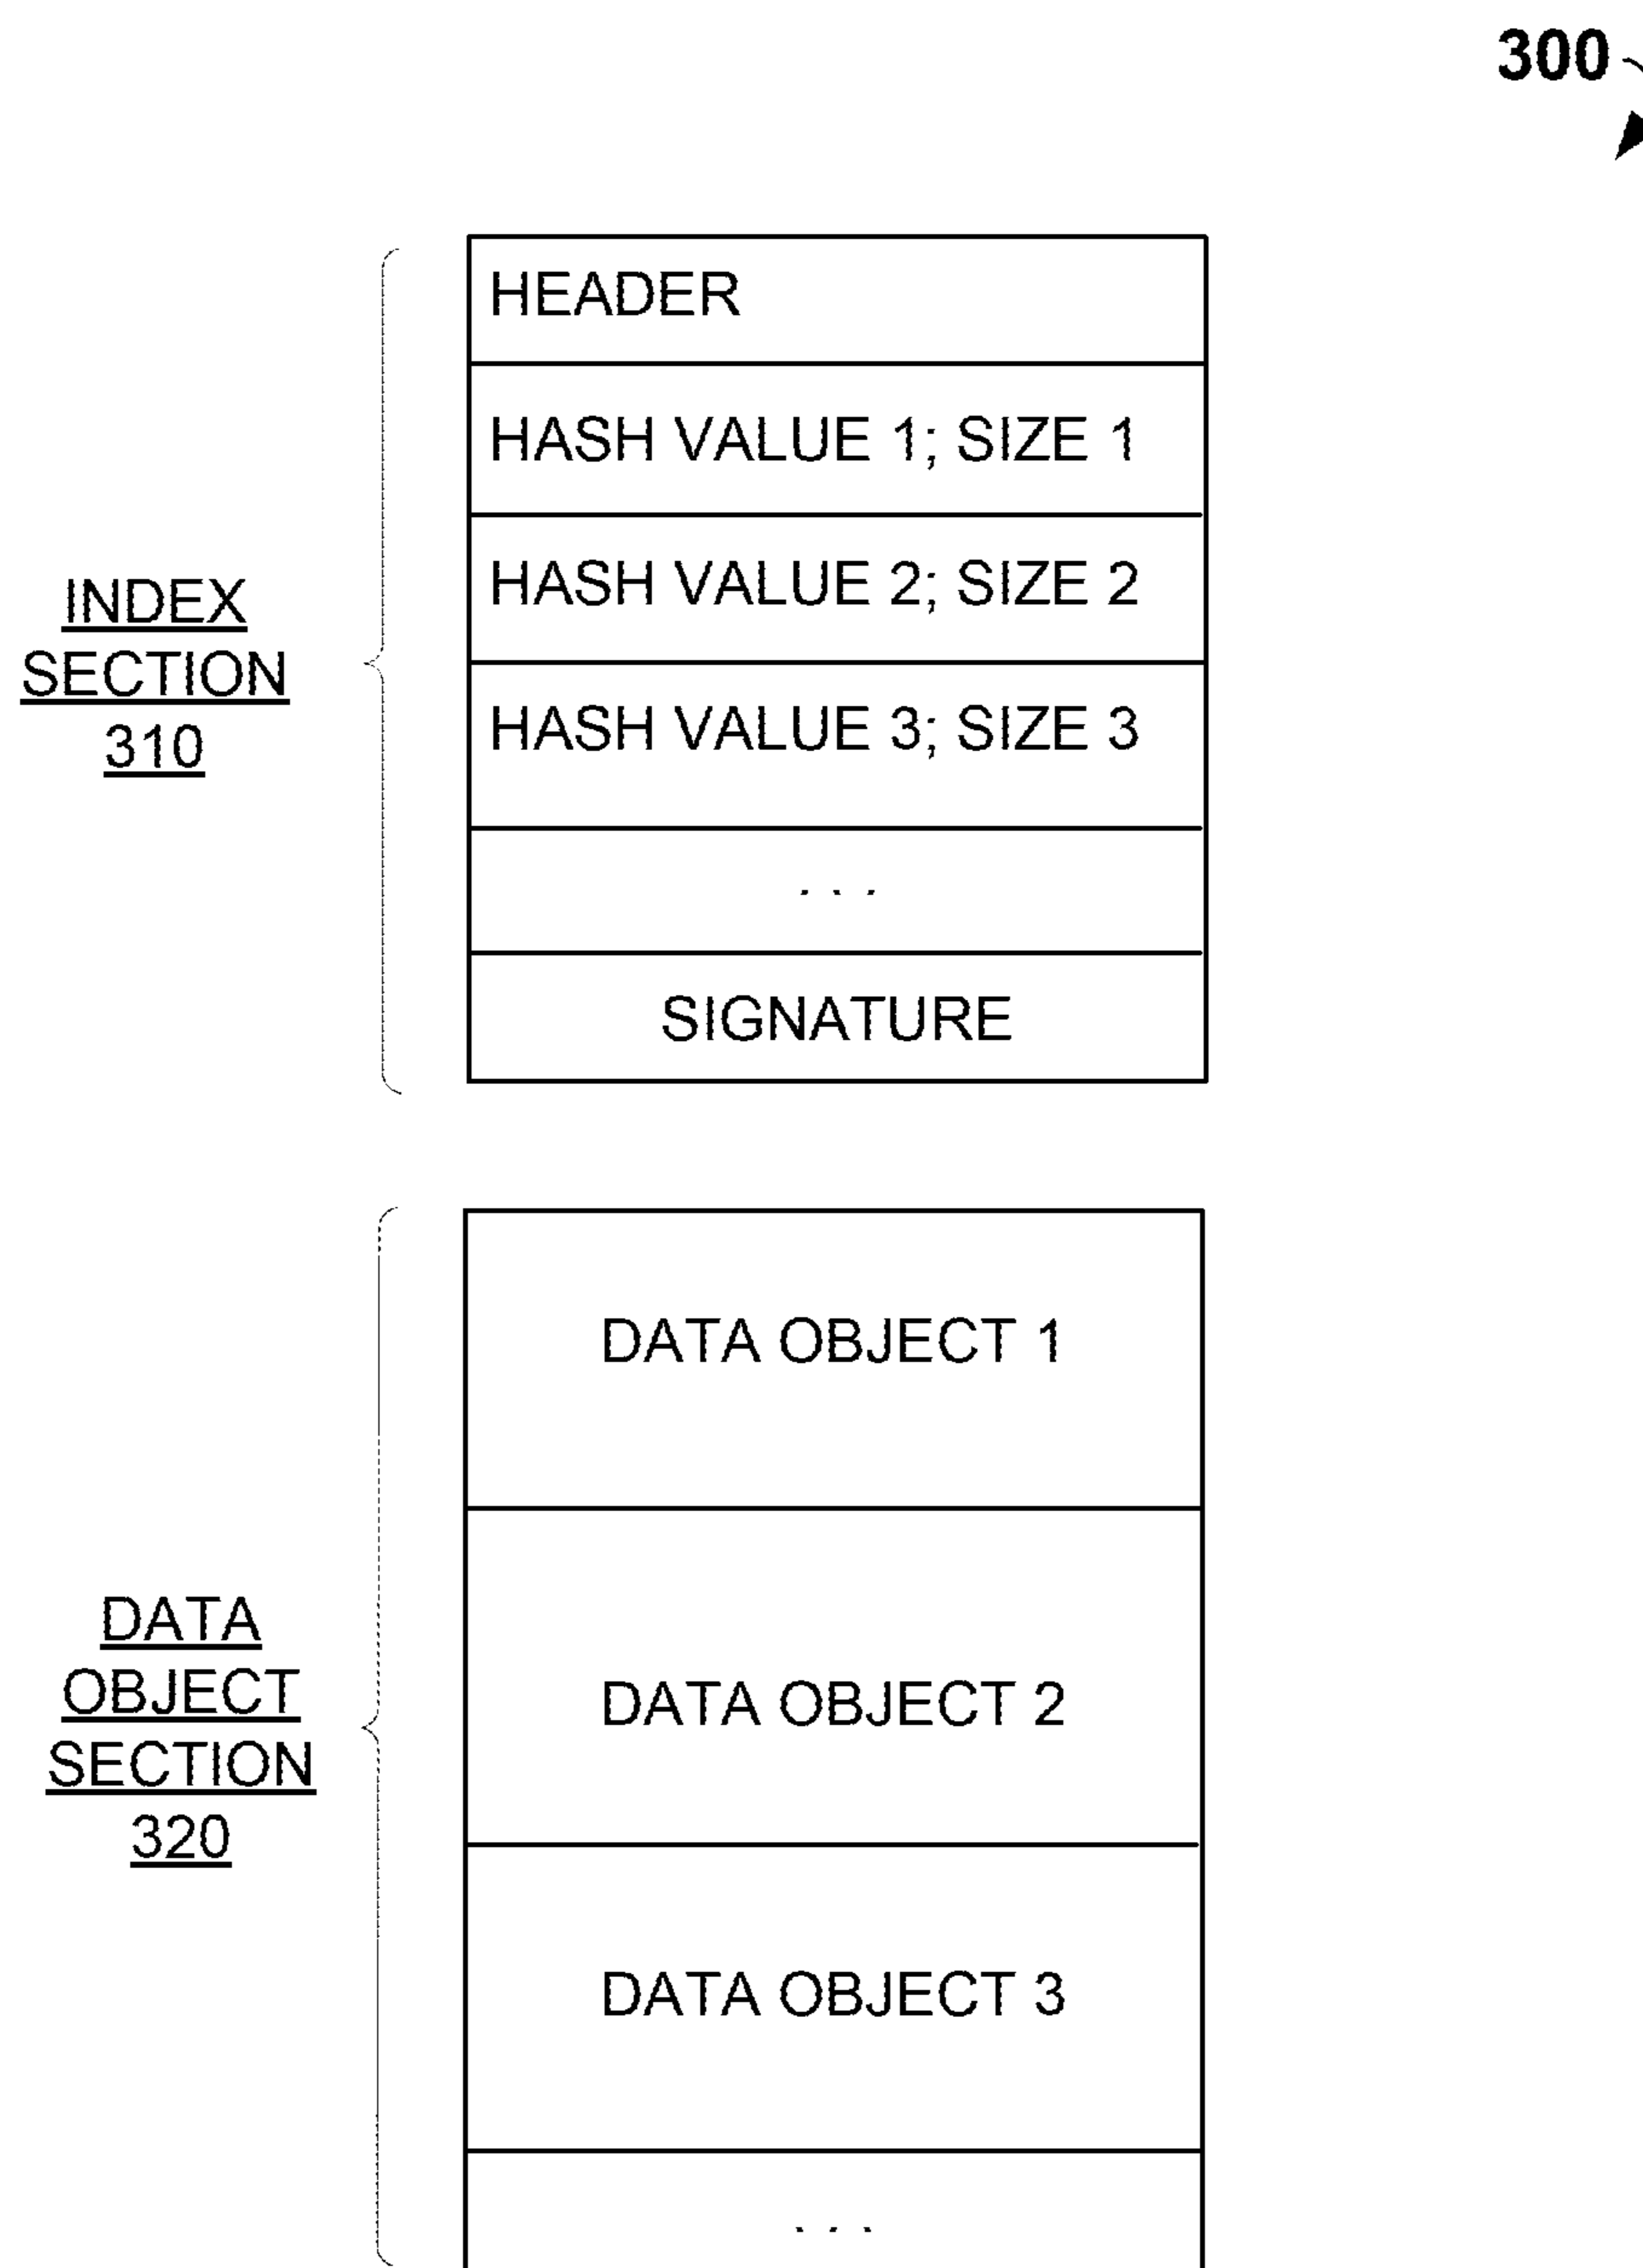 300
HEADER
HASH VALUE 1; SIZE 1
HASH VALUE 2; SIZE 2
INDEX
SECTION
310
HASH VALUE 3; SIZE 3
. . .
SIGNATURE
DATA OBJECT 1
DATA
OBJECT
SECTION
320
DATA OBJECT 2
DATA OBJECT 3
. . .